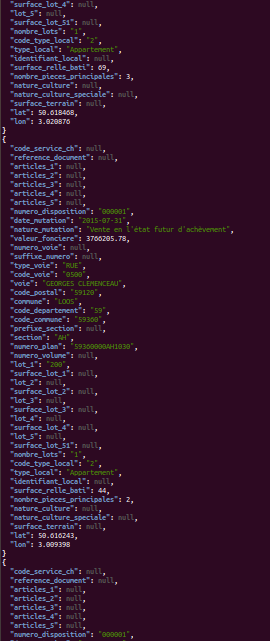 "surface_lot_4": null,
"lot_5": null,
"surface_lot_51": null,
"nombre_lots": "1",
"code_type_local": "2",
"type_local": "Appartement",
"identifiant_local": null,
"surface_relle_bati": 69,
"nombre_pieces_principales": 3,
"nature_culture": null,
"nature_culture_speciale": null,
"surface_terrain": null,
"lat": 50.618468,
"lon": 3.020876
}
{
"code_service_ch": null,
"reference_document": null,
"articles_1": null,
"articles_2": null,
"articles_3": null,
"articles_4": null,
"articles_5": null,
"numero_disposition": "000001",
"date_mutation": "2015-07-31",
"nature_mutation": "Vente en l'état futur d'achèvement",
"valeur_fonciere": 3766205.78,
"numero_voie": null,
"suffixe_numero": null,
"type_voie": "RUE",
"code_voie": "0500",
"voie": "GEORGES CLEMENCEAU",
"code_postal": "59120",
"commune": "LOOS",
"code_departement": "59",
"code_commune": "59300",
"prefixe_section": null,
"section": "AH",
"numero_plan": "59300000AH1030",
"numero_volume": null,
"lot_1": "200",
"surface_lot_1": null,
"lot_2": null,
"surface_lot_2": null,
"lot_3": null,
"surface_lot_3": null,
"lot_4": null,
"surface_lot_4": null,
"lot_5": null,
"surface_lot_51": null,
"nombre_lots": "1",
"code_type_local": "2",
"type_local": "Appartement",
"identifiant_local": null,
"surface_relle_bati": 44,
"nombre_pieces_principales": 2,
"nature_culture": null,
"nature_culture_speciale": null,
"surface_terrain": null,
"lat": 50.616243,
"lon": 3.009398
}
{
"code_service_ch": null,
"reference_document": null,
"articles_1": null,
"articles_2": null,
"articles_3": null,
"articles_4": null,
"articles_5": null,
"numero_disposition": "000001",